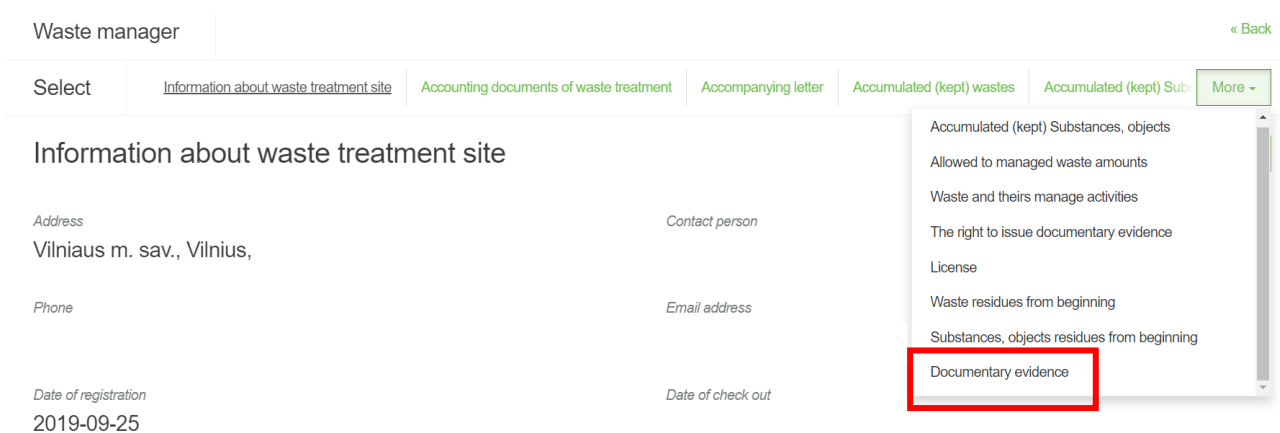 Waste manager
« Back
Select
Information about waste treatment site
Accounting documents of waste treatment
Accompanying letter
Accumulated (kept) wastes
Accumulated (kept) Subs
More
Information about waste treatment site
Accumulated (kept) Substances, objects
Allowed to managed waste amounts
Waste and theirs manage activities
The right to issue documentary evidence
License
Waste residues from beginning
Substances, objects residues from beginning
Documentary evidence
Address
Vilniaus m. sav., Vilnius,
Contact person
Phone
Email address
Date of registration
2019-09-25
Date of check out